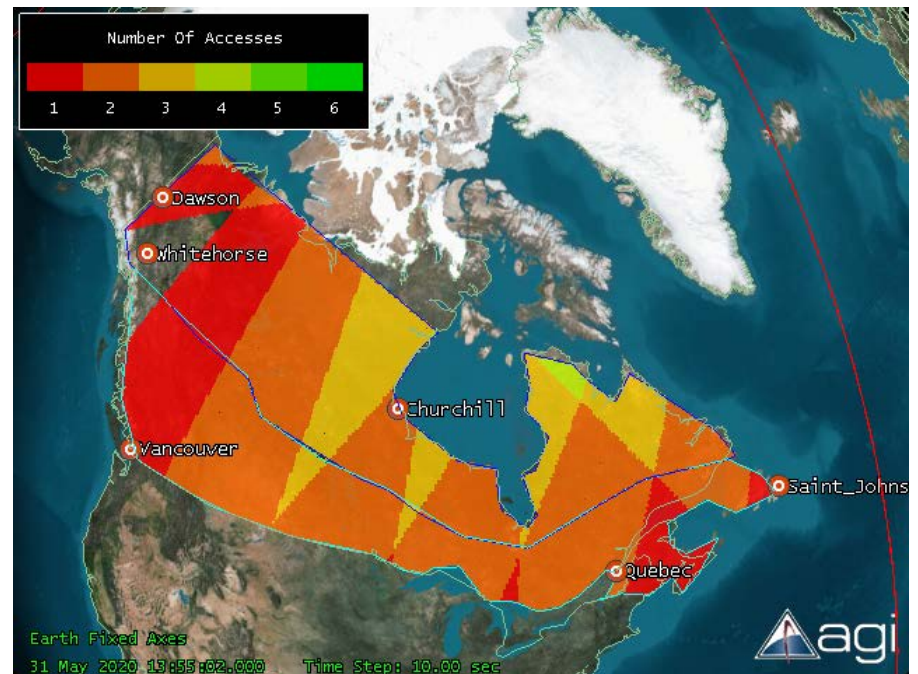 Number Of Accesses
1 2 3 4 5 6
Dawson
Whitehorse
Churchill
Vancouver
Saint_Johns
Quebec
Earth Fixed Axes
31 May 2020 13:55:02.000 Time Step: 10.00 sec
agi